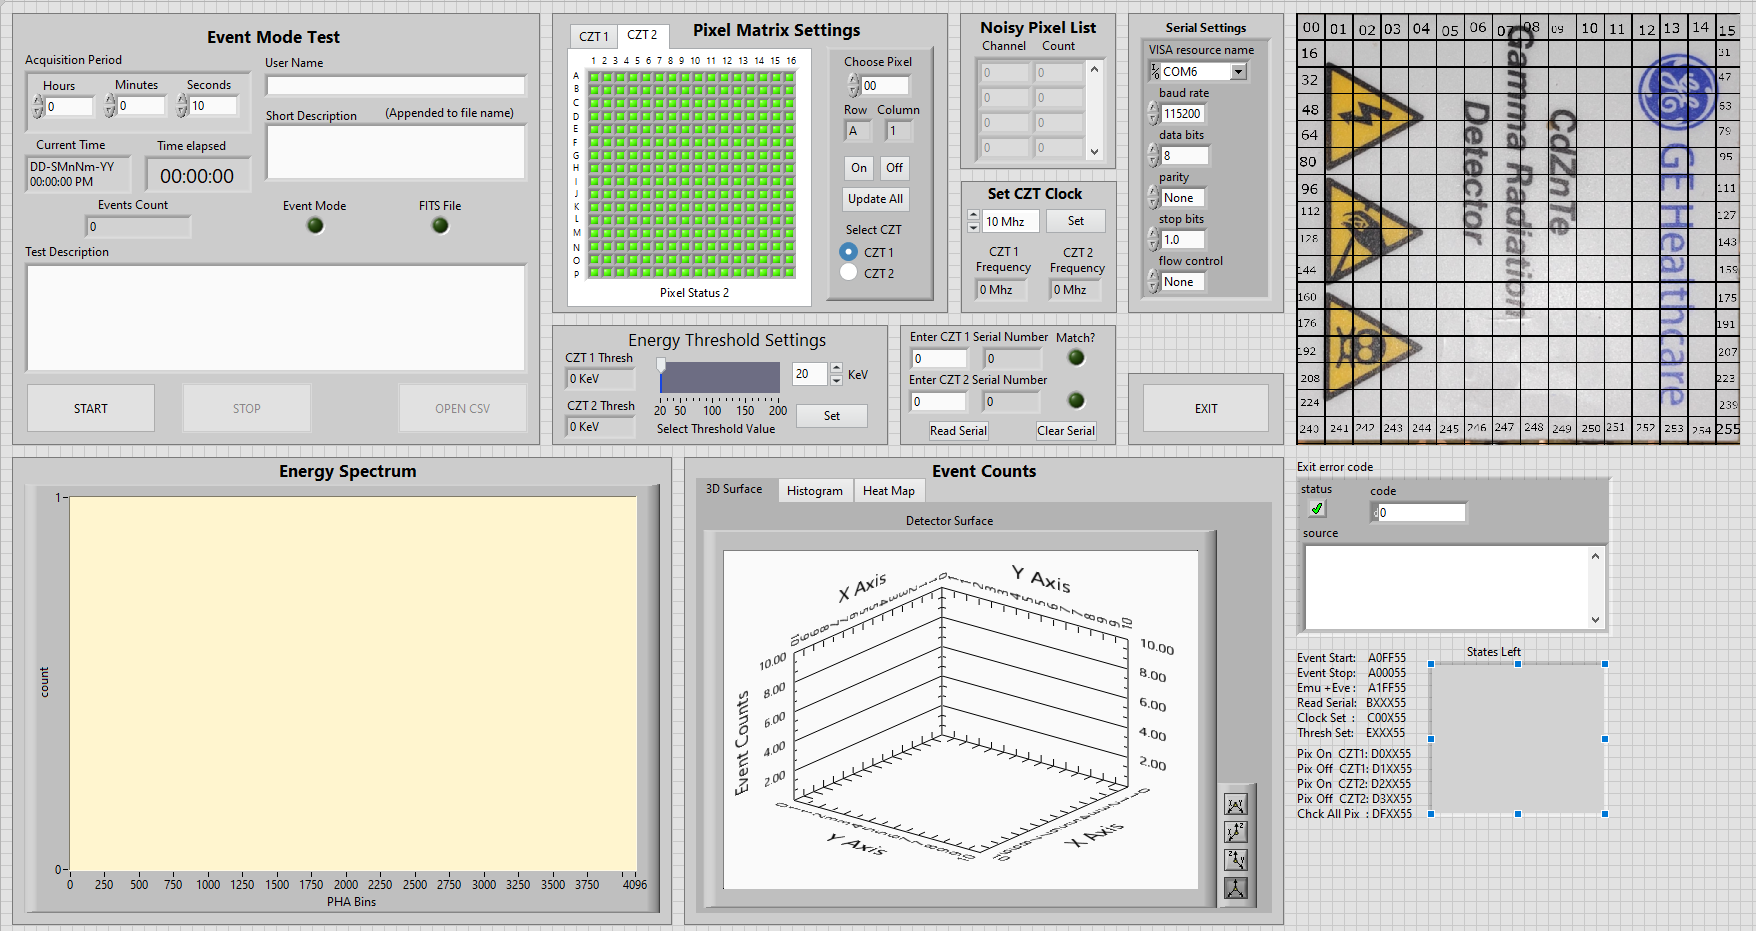 Event Mode Test
Acquisition Period
Hours Minutes Seconds
0 0 10
Current Time Time elapsed
DD-SMnNm-YY
00:00:00 PM
00:00:00
Events Count
0
User Name
Short Description (Appended to file name)
Event Mode FITS File
Test Description
START STOP OPEN CSV
Pixel Matrix Settings
CZT 1 CZT 2
1 2 3 4 5 6 7 8 9 10 11 12 13 14 15 16
A
B
C
D
E
F
G
H
I
J
K
L
M
N
O
P
Pixel Status 2
Choose Pixel
00
Row Column
A 1
On Off
Update All
Select CZT
CZT 1
CZT 2
Noisy Pixel List
Channel Count
0 0
0 0
0 0
0 0
Set CZT Clock
10 Mhz Set
CZT 1 Frequency
CZT 2 Frequency
0 Mhz 0 Mhz
Serial Settings
VISA resource name
COM6
baud rate
115200
data bits
8
parity
None
stop bits
1.0
flow control
None
Energy Threshold Settings
CZT 1 Thresh
0 KeV
CZT 2 Thresh
0 KeV
20 KeV
20 50 100 150 200
Select Threshold Value
Set
Enter CZT 1 Serial Number Match?
0 0
Enter CZT 2 Serial Number
0 0
Read Serial Clear Serial
EXIT
00 01 02 03 04 05 06 07 08 09 10 11 12 13 14 15
16 31
32 47
48 63
64 79
80 95
96 111
112 127
128 143
144 159
160 175
176 191
192 207
208 223
224 239
240 241 242 243 244 245 246 247 248 249 250 251 252 253 254 255
CdZnTe
Gamma Radiation
Detector
GE Healthcare
Energy Spectrum
count
1
0
0 250 500 750 1000 1250 1500 1750 2000 2250 2500 2750 3000 3250 3500 3750 4096
PHA Bins
Event Counts
3D Surface Histogram Heat Map
Detector Surface
X Axis Y Axis
10.00 8.00 6.00 4.00 2.00
Event Counts
10.00 8.00 6.00 4.00 2.00
Y Axis X Axis
Exit error code
status code
0
source
Event Start: A0FF55
Event Stop: A00055
Emu +Eve : A1FF55
Read Serial: BXXX55
Clock Set : C00X55
Thresh Set: EXXX55
Pix On CZT1: D0XX55
Pix Off CZT1: D1XX55
Pix On CZT2: D2XX55
Pix Off CZT2: D3XX55
Chck All Pix : DFXX55
States Left